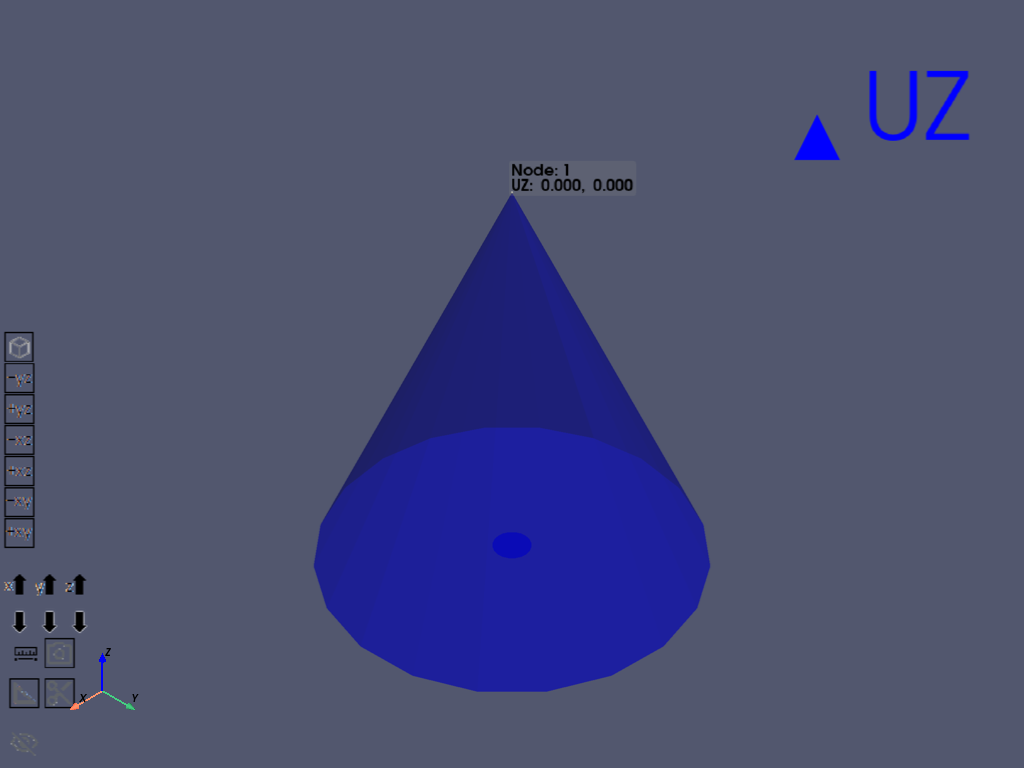 UZ
Node: 1
UZ: 0.000, 0.000
-yz
+yz
-xz
+xz
-xy
+xy
x y z
Z
X Y